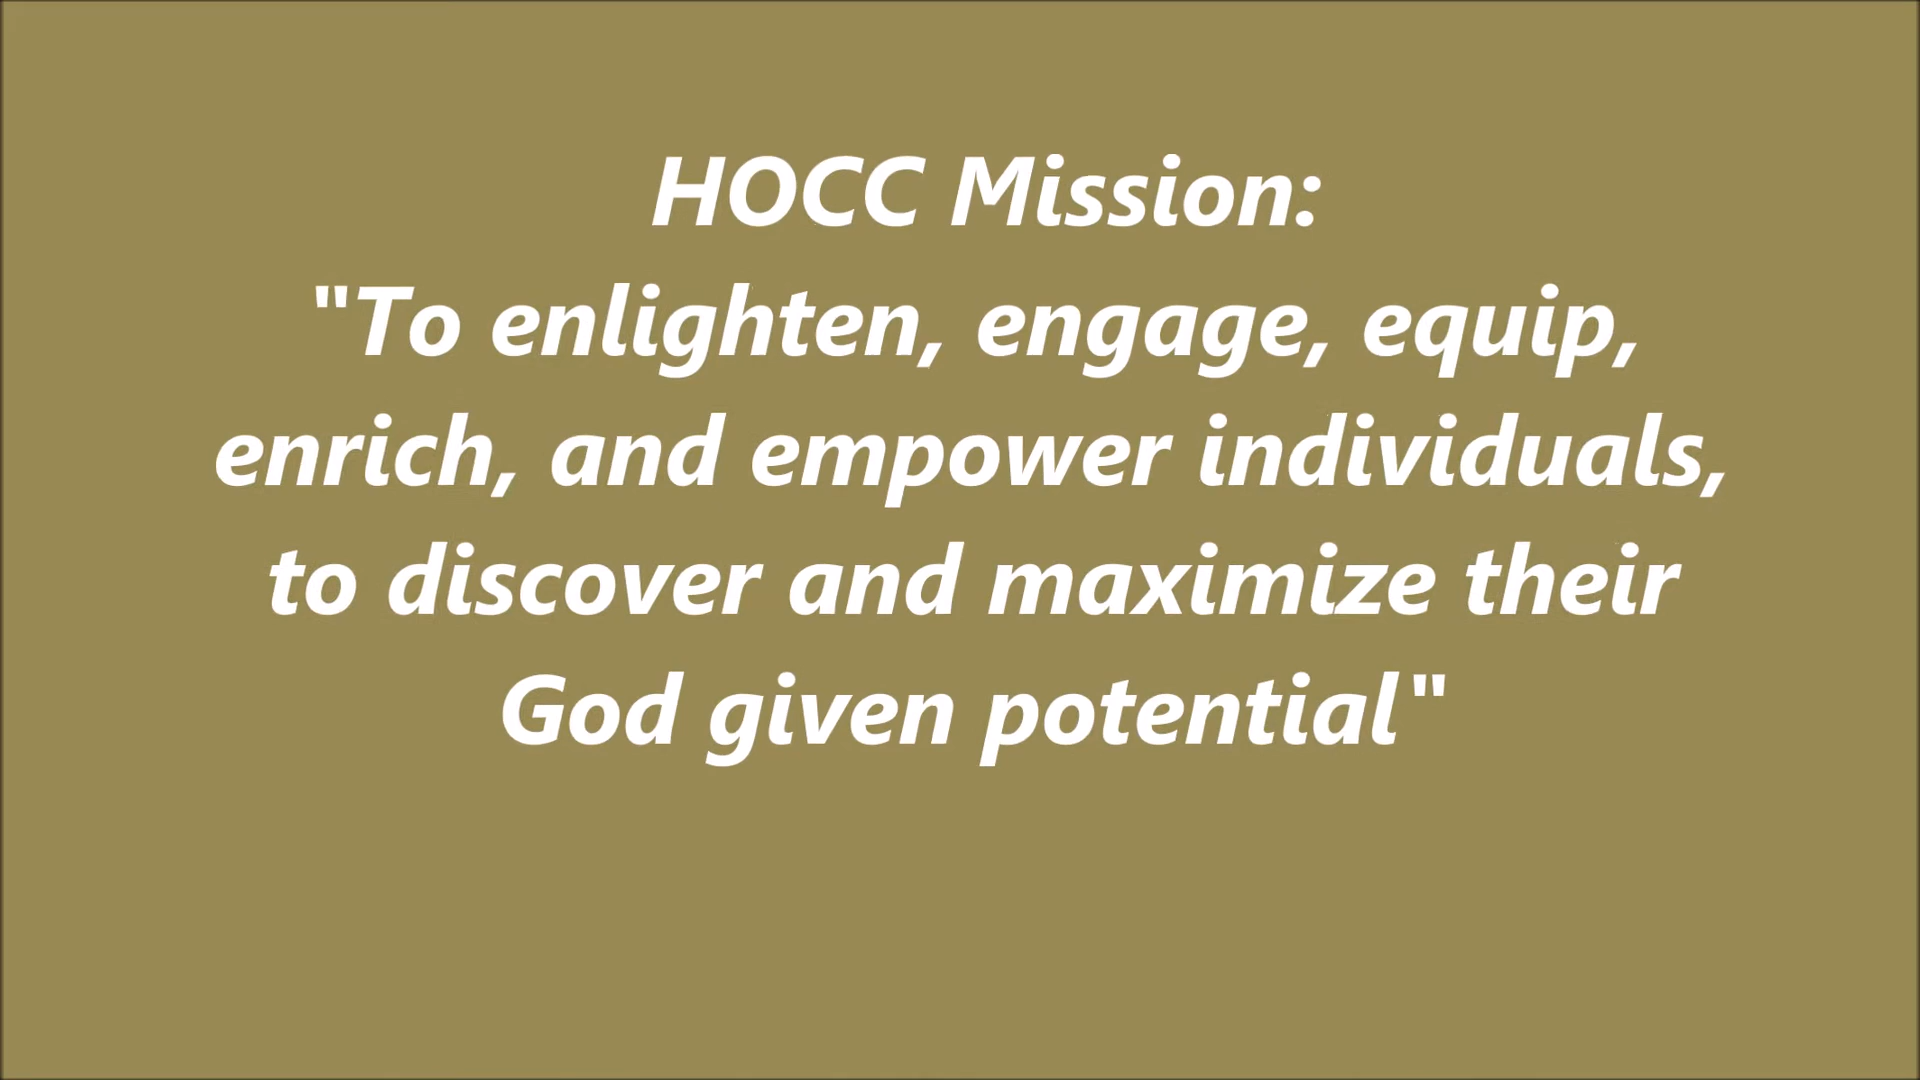 HOCC Mission:
"To enlighten, engage, equip,
enrich, and empower individuals,
to discover and maximize their
God given potential"